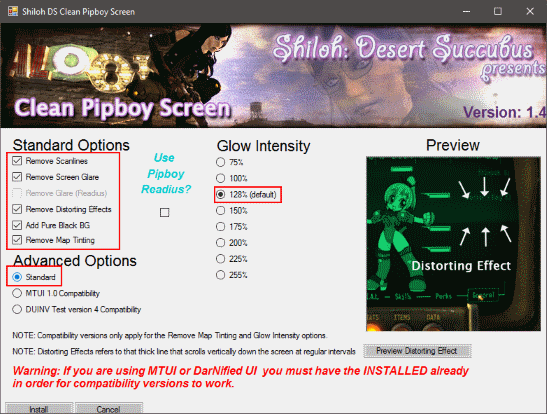 Shiloh DS Clean Pipboy Screen
Shiloh: Desert Succubus
presents
Clean Pipboy Screen
Version: 1.4
Standard Options
Remove Scanlines
Remove Screen Glare
Remove Glare (Readius)
Remove Distorting Effects
Add Pure Black BG
Remove Map Tinting
Use
Pipboy
Readius?
Glow Intensity
75%
100%
128% (default)
150%
175%
200%
225%
255%
Preview
Distorting Effect
Skills
Perks
General
ITEMS
DATA
Advanced Options
Standard
MTUI 1.0 Compatibility
DUINV Test version 4 Compatibility
NOTE: Compatibility versions only apply for the Remove Map Tinting and Glow Intensity options.
NOTE: Distorting Effects refers to that thick line that scrolls vertically down the screen at regular intervals
Preview Distorting Effect
Warning: If you are using MTUI or DarNified UI you must have the INSTALLED already
in order for compatibility versions to work.
Install
Cancel